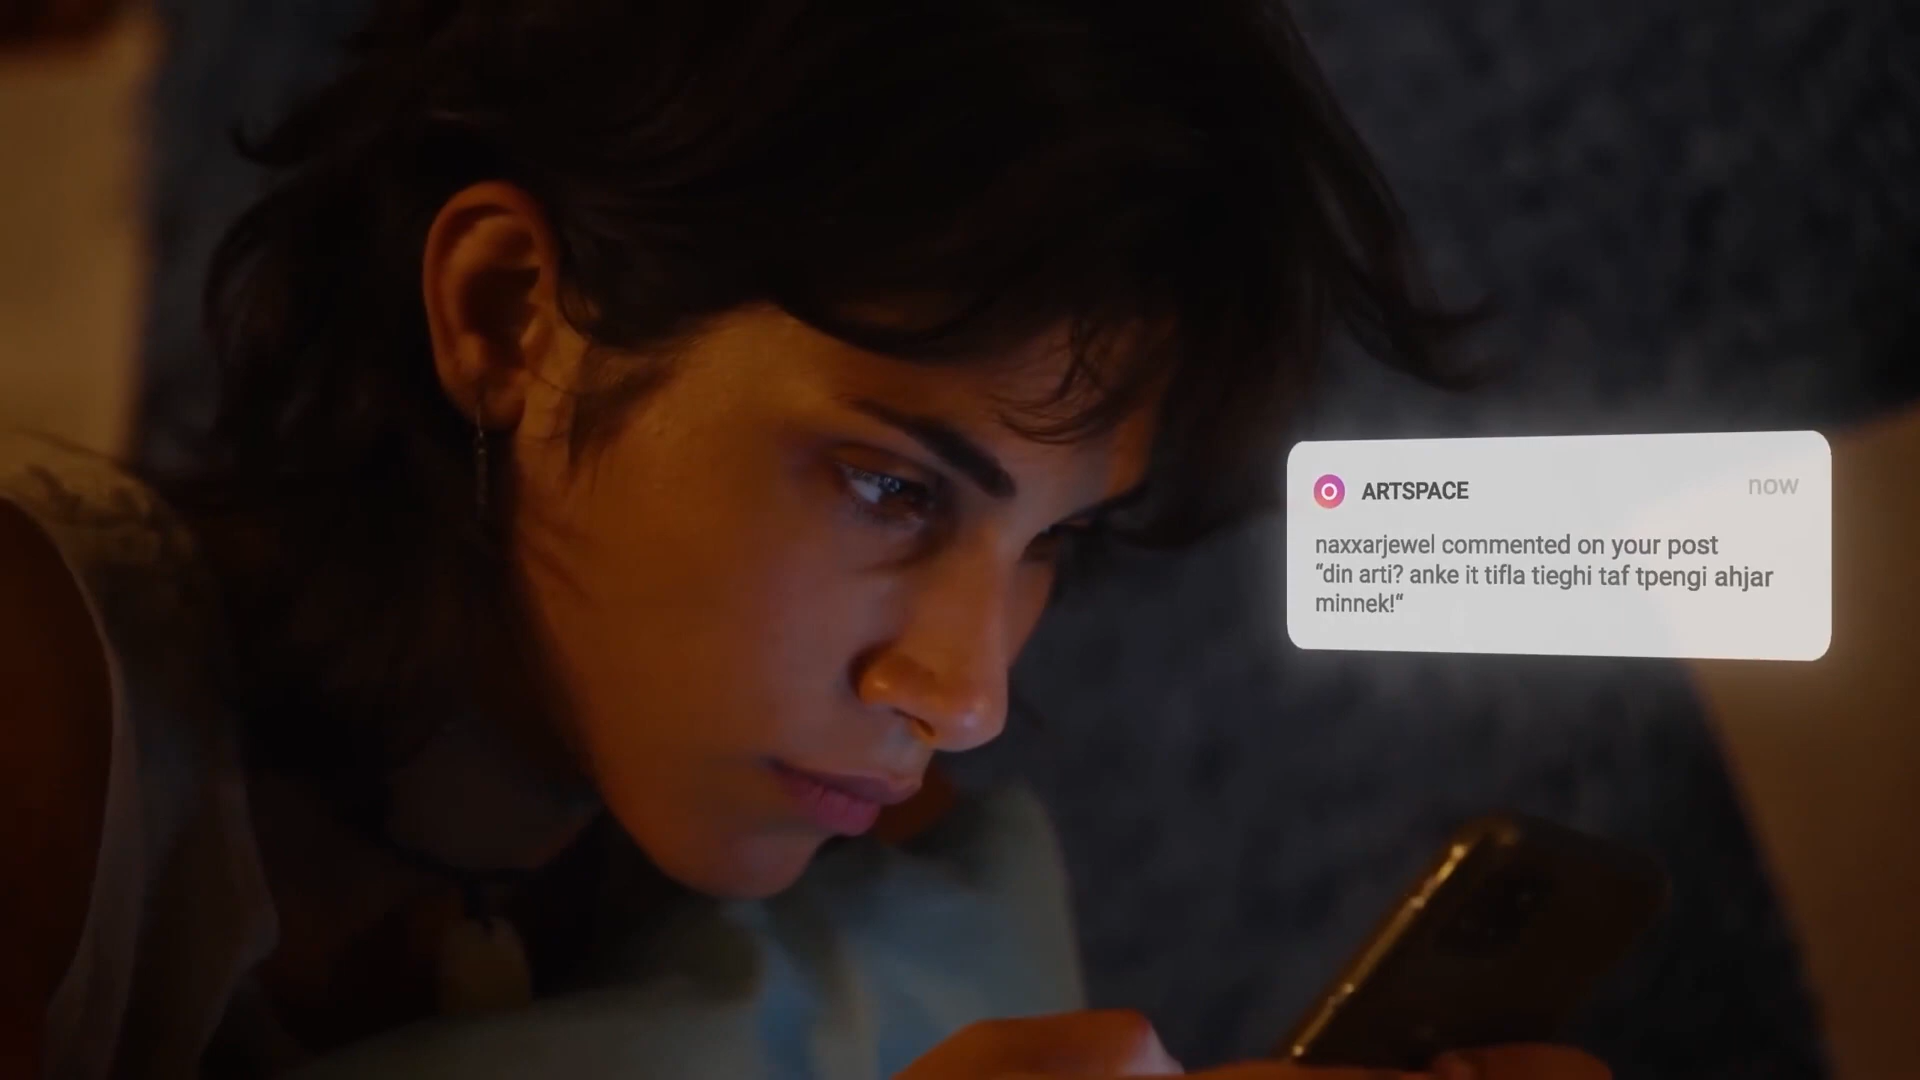 ARTSPACE
now
naxxarjewel commented on your post
“din arti? anke it tifla tieghi taf tpengi ahjar
minnek!“